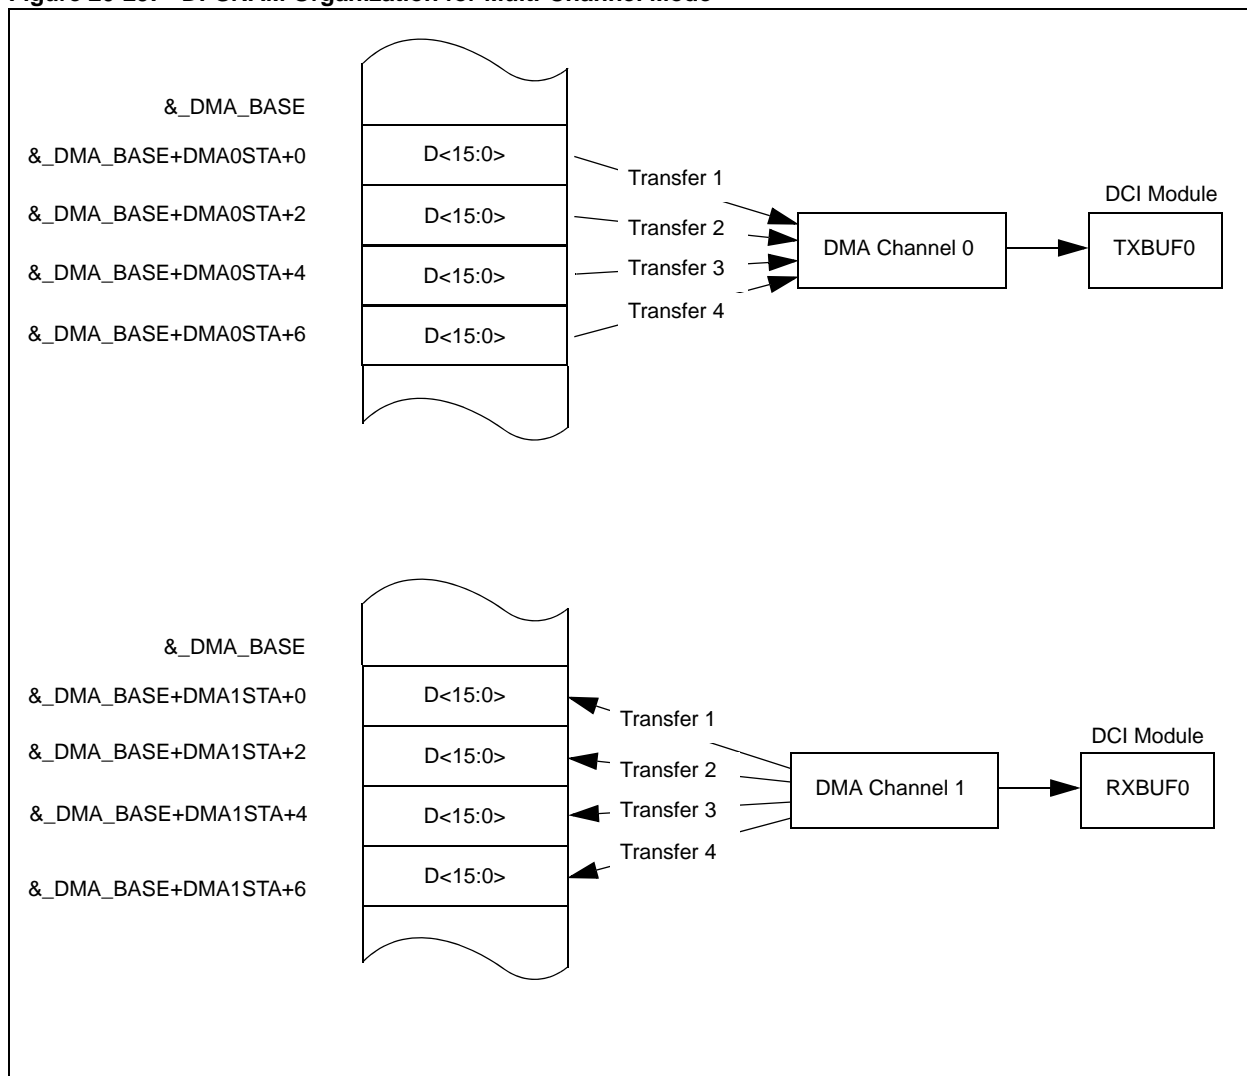 &_DMA_BASE
&_DMA_BASE+DMA0STA+0
D<15:0>
Transfer 1
DCI Module
&_DMA_BASE+DMA0STA+2
D<15:0>
Transfer 2
DMA Channel 0
TXBUF0
&_DMA_BASE+DMA0STA+4
D<15:0>
Transfer 3
Transfer 4
&_DMA_BASE+DMA0STA+6
D<15:0>
&_DMA_BASE
&_DMA_BASE+DMA1STA+0
D<15:0>
Transfer 1
DCI Module
&_DMA_BASE+DMA1STA+2
D<15:0>
Transfer 2
DMA Channel 1
RXBUF0
&_DMA_BASE+DMA1STA+4
D<15:0>
Transfer 3
Transfer 4
&_DMA_BASE+DMA1STA+6
D<15:0>